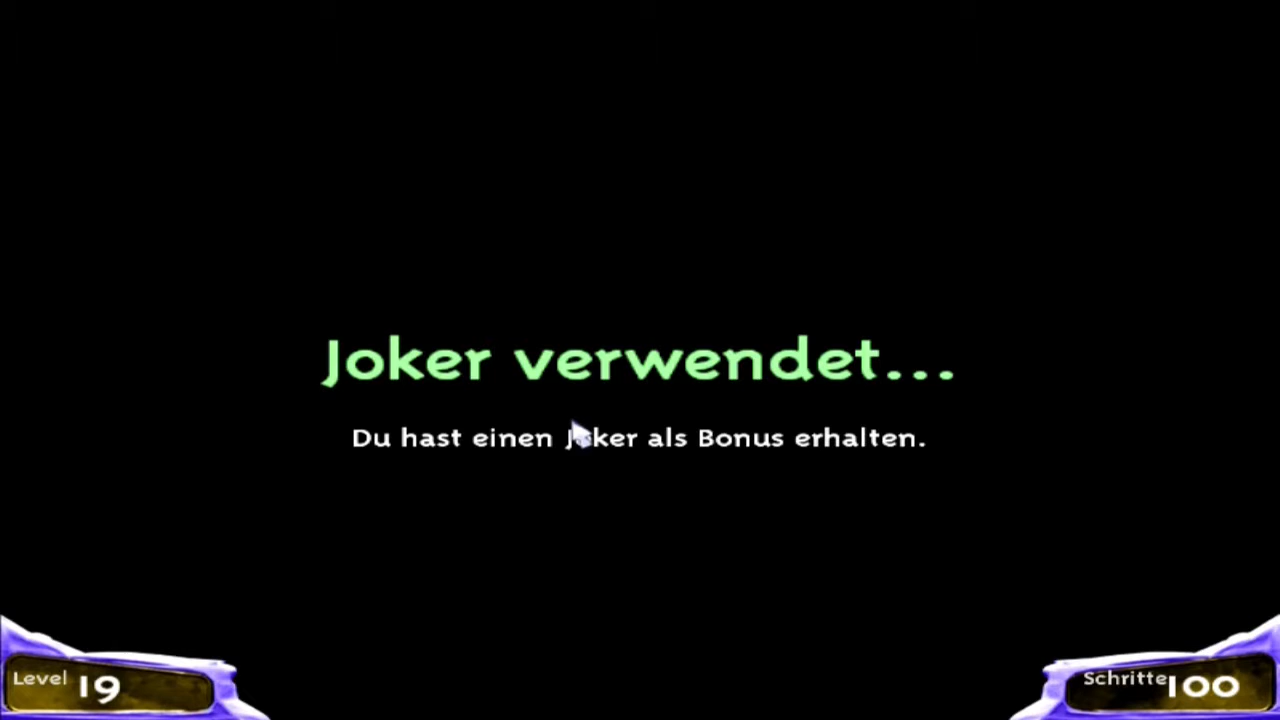 Joker verwendet...
Du hast einen Joker als Bonus erhalten.
Level 19
Schritte 100